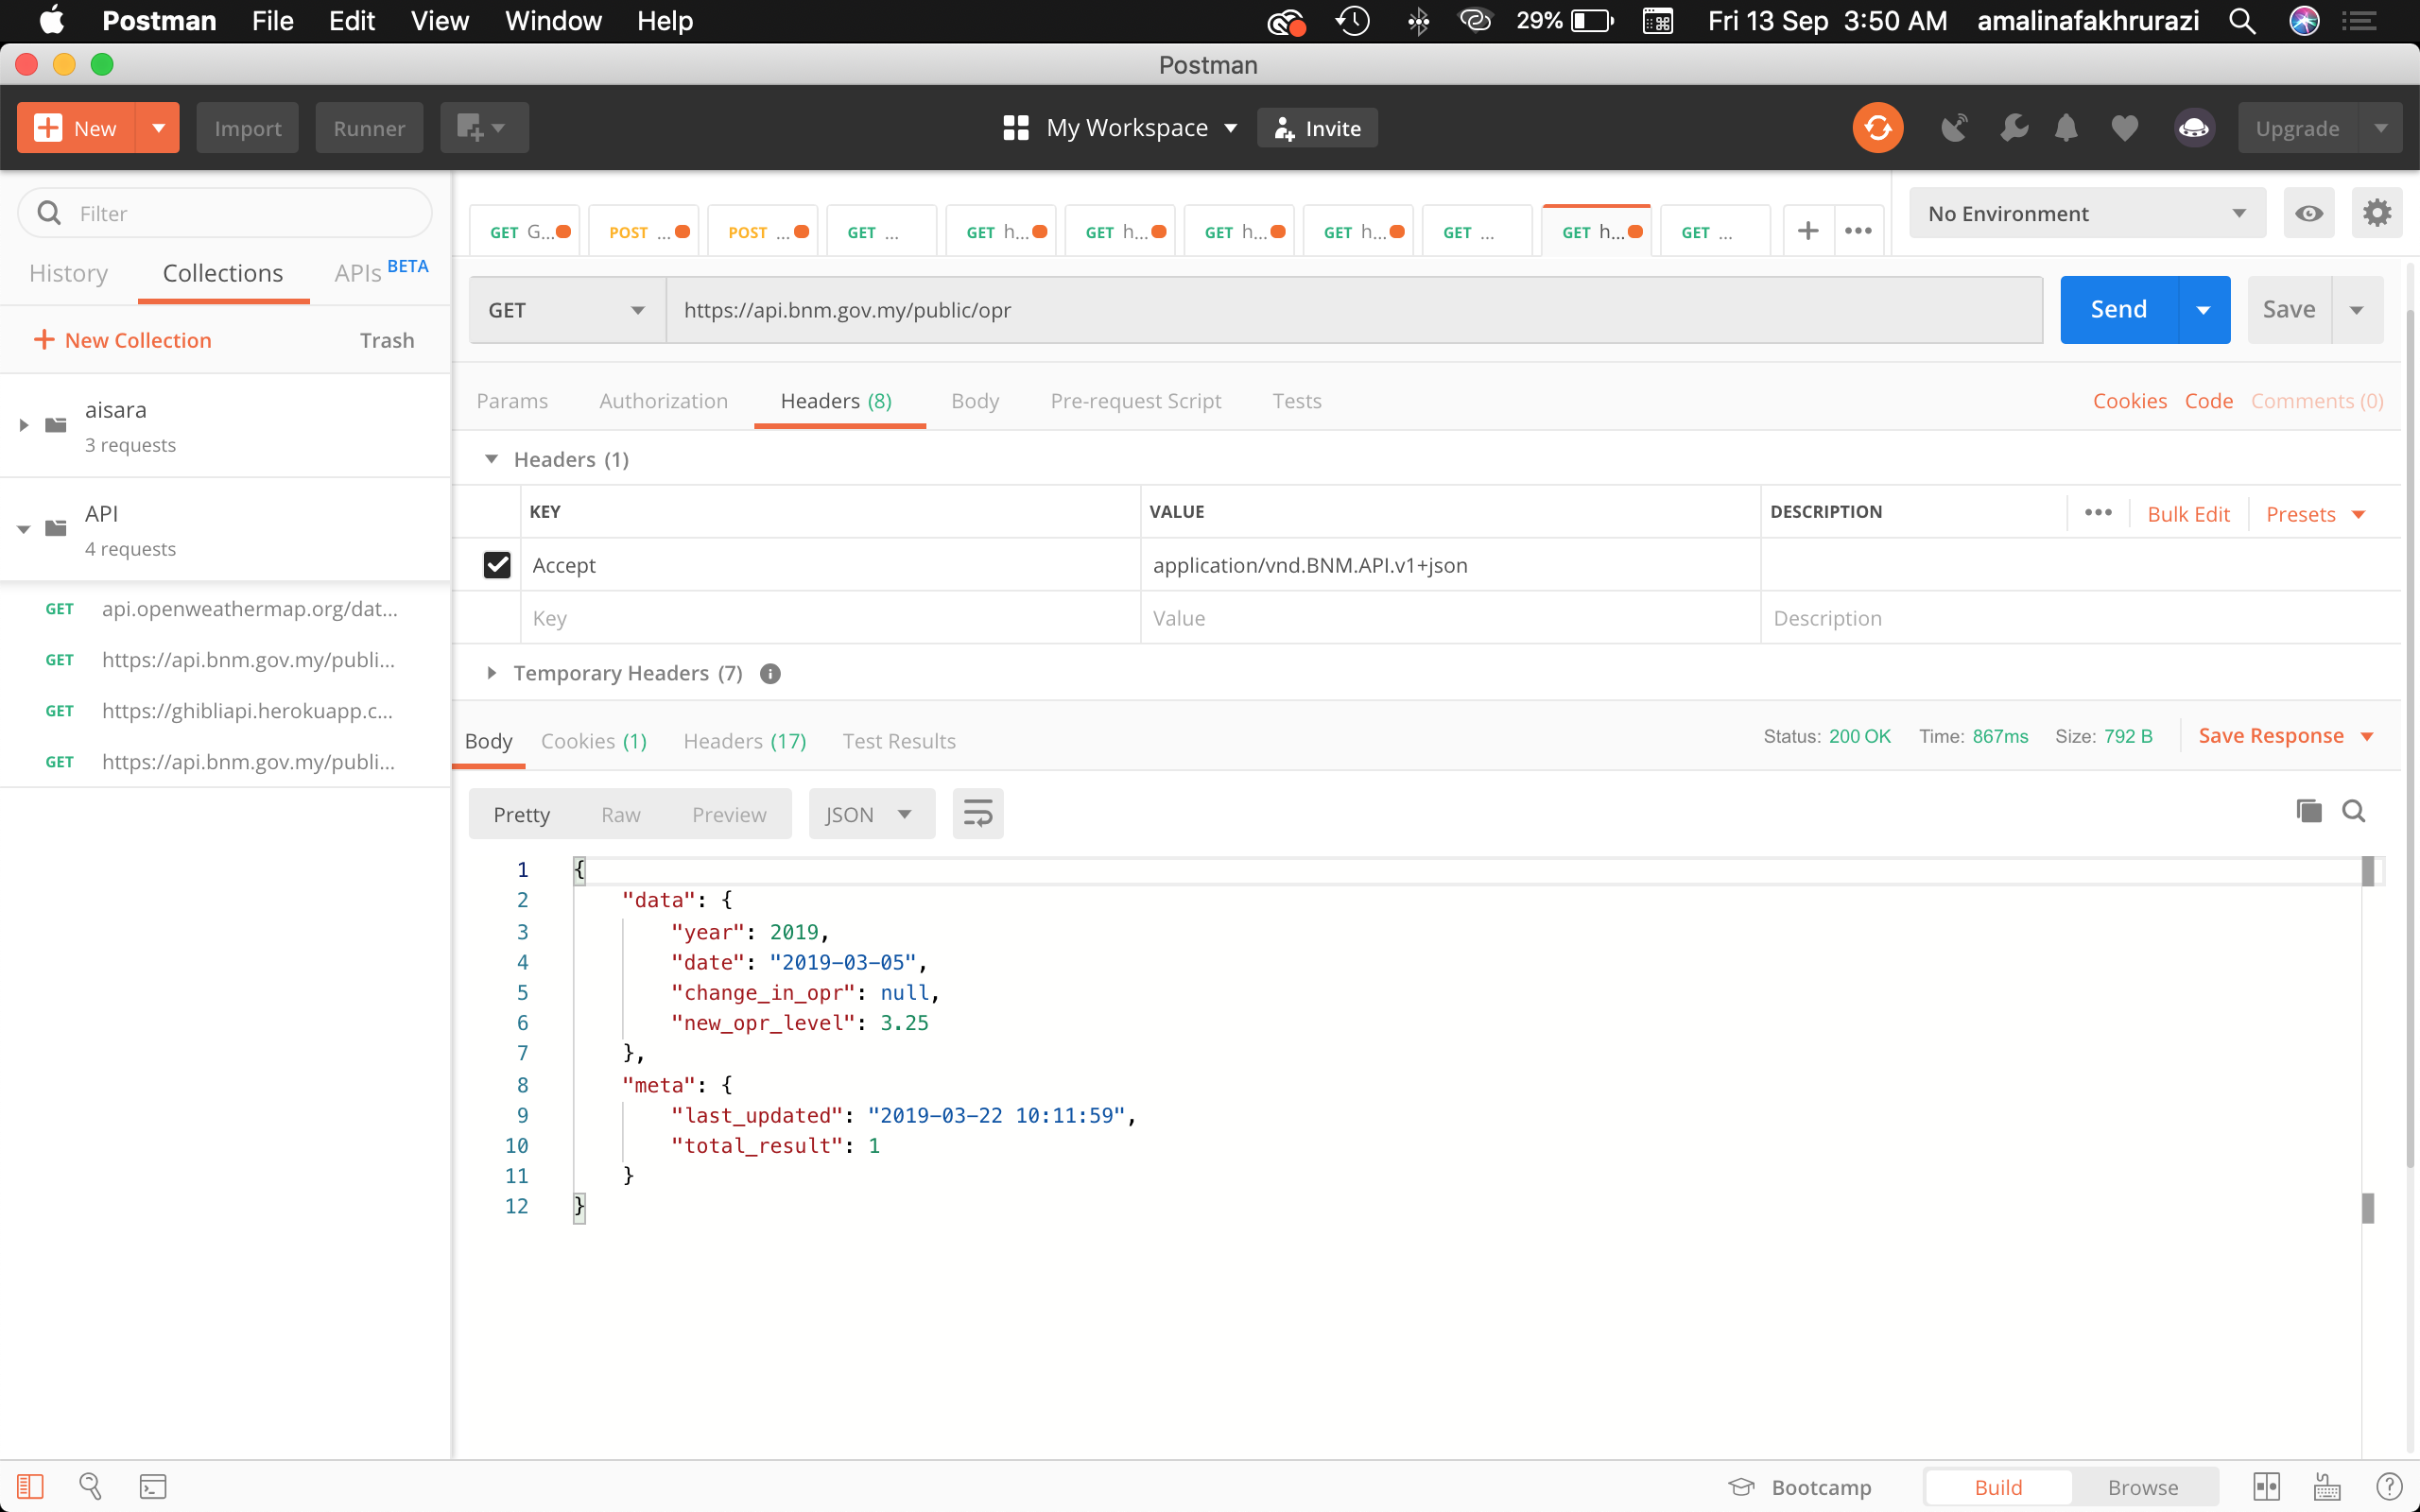 Postman File Edit View Window Help 29% Fri 13 Sep 3:50 AM amalinafakhrurazi
Postman
New Import Runner My Workspace Invite Upgrade
Filter
GET G... POST ... POST ... GET ... GET h... GET h... GET h... GET h... GET ... GET h... GET ... No Environment
History Collections APIs BETA
GET https://api.bnm.gov.my/public/opr Send Save
New Collection Trash
Params Authorization Headers (8) Body Pre-request Script Tests Cookies Code Comments (0)
aisara
3 requests
Headers (1)
KEY VALUE DESCRIPTION Bulk Edit Presets
API
4 requests
Accept application/vnd.BNM.API.v1+json
Key Value Description
GET api.openweathermap.org/dat...
GET https://api.bnm.gov.my/publi...
GET https://ghibliapi.herokuapp.c...
GET https://api.bnm.gov.my/publi...
Temporary Headers (7)
Body Cookies (1) Headers (17) Test Results Status: 200 OK Time: 867ms Size: 792 B Save Response
Pretty Raw Preview JSON
1 {
2 "data": {
3 "year": 2019,
4 "date": "2019-03-05",
5 "change_in_opr": null,
6 "new_opr_level": 3.25
7 },
8 "meta": {
9 "last_updated": "2019-03-22 10:11:59",
10 "total_result": 1
11 }
12 }
Bootcamp Build Browse